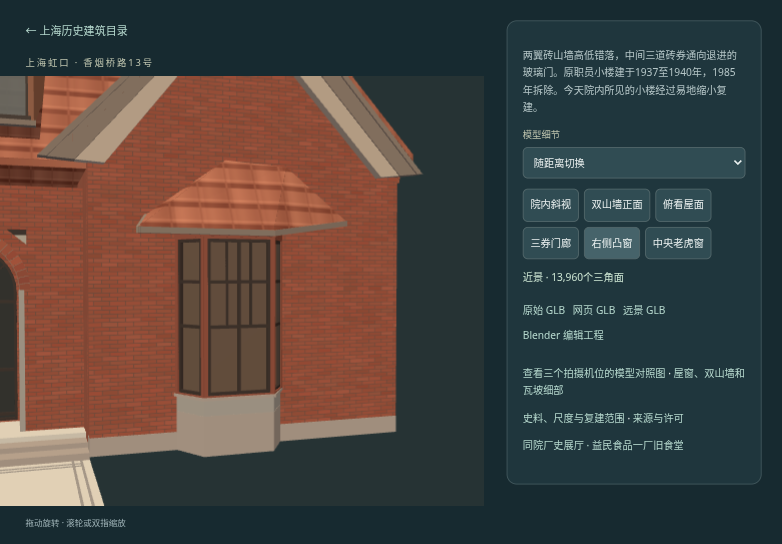 ← 上海历史建筑目录
上海虹口 · 香烟桥路13号
两翼砖山墙高低错落，中间三道砖券通向退进的
玻璃门。原职员小楼建于1937至1940年，1985
年拆除。今天院内所见的小楼经过易地缩小复
建。
模型细节
随距离切换
院内斜视 双山墙正面 俯看屋面
三券门廊 右侧凸窗 中央老虎窗
近景 · 13,960个三角面
原始 GLB 网页 GLB 远景 GLB
Blender 编辑工程
查看三个拍摄机位的模型对照图 · 屋窗、双山墙和
瓦坡细部
史料、尺度与复建范围 · 来源与许可
同院厂史展厅 · 益民食品一厂旧食堂
拖动旋转 · 滚轮或双指缩放